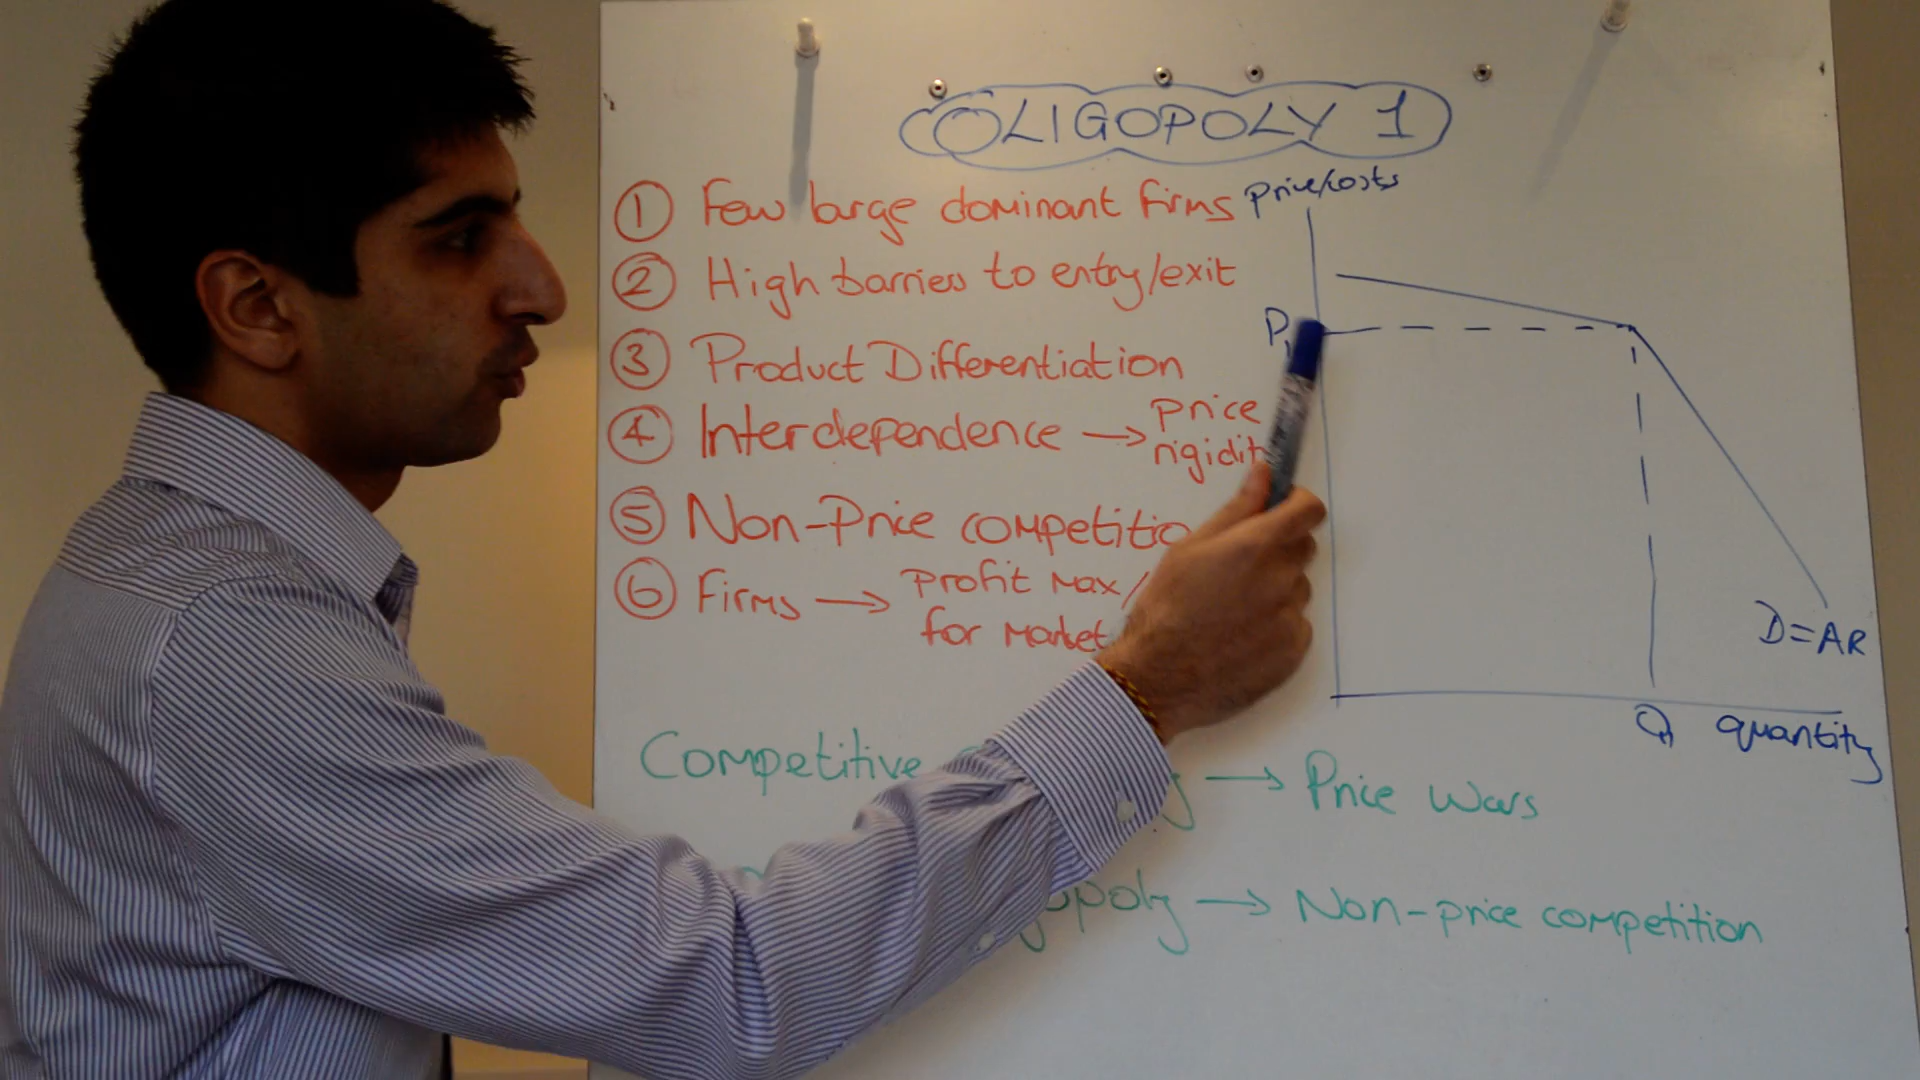 OLIGOPOLY 1
① Few large dominant firms
② High barriers to entry/exit
③ Product Differentiation
④ Interdependence → price
rigidit
⑤ Non-Price competitio
⑥ Firms → Profit Max/
for Market
Price/costs
P1
D=AR
Q1 quantity
Competitive → Price Wars
opoly → Non-price competition